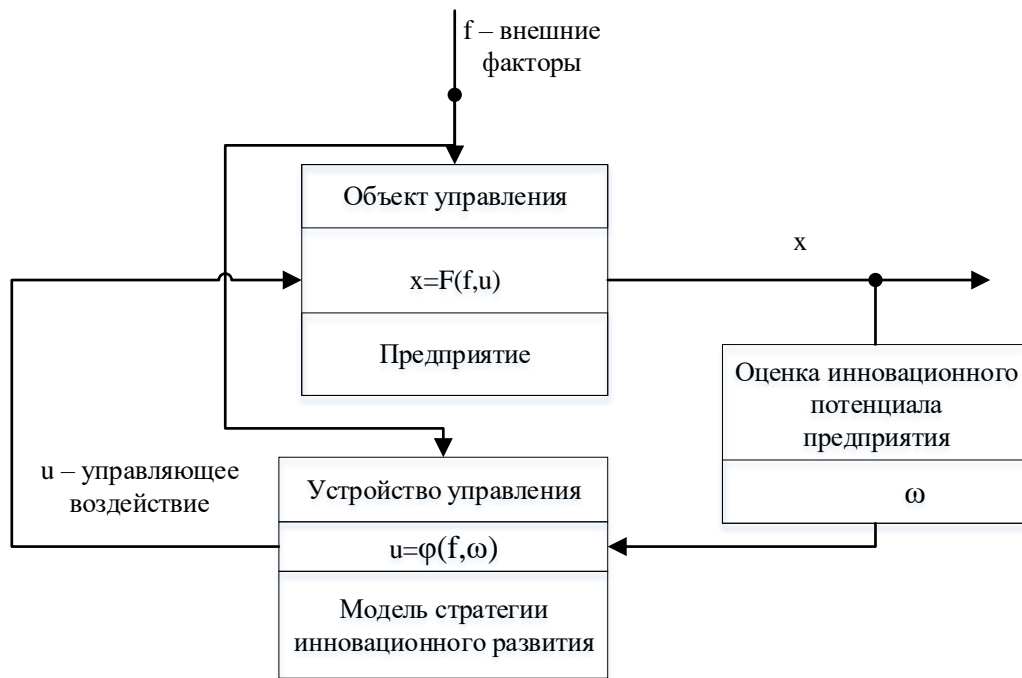 f – внешние
факторы
Объект управления
x=F(f,u)
Предприятие
x
Оценка инновационного
потенциала
предприятия
ω
u – управляющее
воздействие
Устройство управления
u=φ(f,ω)
Модель стратегии
инновационного развития